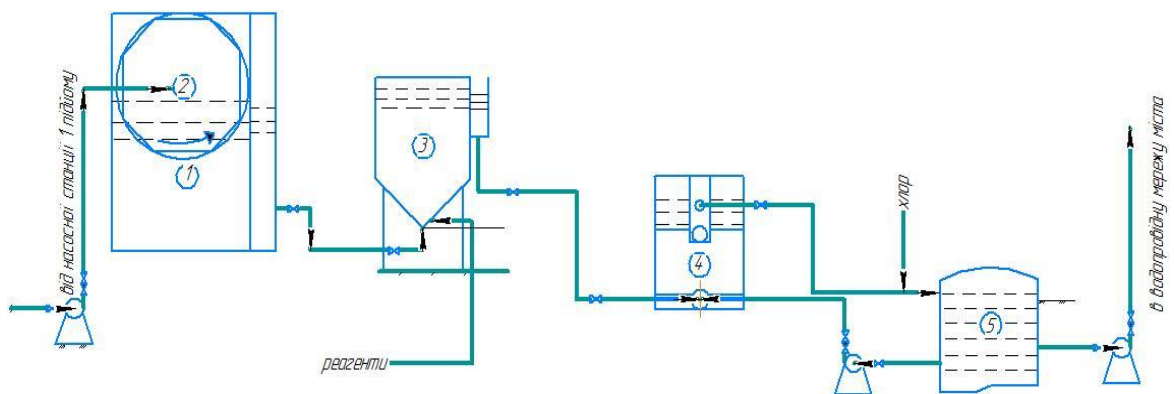 від насосної станції 1 підйому
2
1
3
реагенти
4
хлор
5
в водопровідну мережу міста